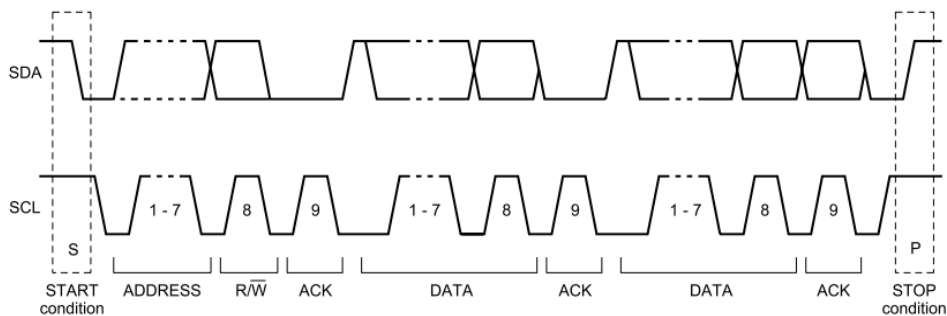 SDA
SCL
1 - 7 8 9 1 - 7 8 9 1 - 7 8 9
S P
START condition ADDRESS R/W̅ ACK DATA ACK DATA ACK STOP condition